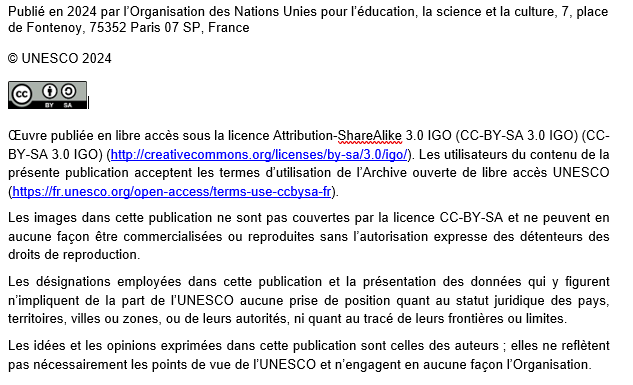 Publié en 2024 par l'Organisation des Nations Unies pour l'éducation, la science et la culture, 7, place
de Fontenoy, 75352 Paris 07 SP, France
© UNESCO 2024
cc BY SA
Œuvre publiée en libre accès sous la licence Attribution-ShareAlike 3.0 IGO (CC-BY-SA 3.0 IGO) (CC-
BY-SA 3.0 IGO) (http://creativecommons.org/licenses/by-sa/3.0/igo/). Les utilisateurs du contenu de la
présente publication acceptent les termes d'utilisation de l'Archive ouverte de libre accès UNESCO
(https://fr.unesco.org/open-access/terms-use-ccbysa-fr).
Les images dans cette publication ne sont pas couvertes par la licence CC-BY-SA et ne peuvent en
aucune façon être commercialisées ou reproduites sans l'autorisation expresse des détenteurs des
droits de reproduction.
Les désignations employées dans cette publication et la présentation des données qui y figurent
n'impliquent de la part de l'UNESCO aucune prise de position quant au statut juridique des pays,
territoires, villes ou zones, ou de leurs autorités, ni quant au tracé de leurs frontières ou limites.
Les idées et les opinions exprimées dans cette publication sont celles des auteurs ; elles ne reflètent
pas nécessairement les points de vue de l'UNESCO et n'engagent en aucune façon l'Organisation.